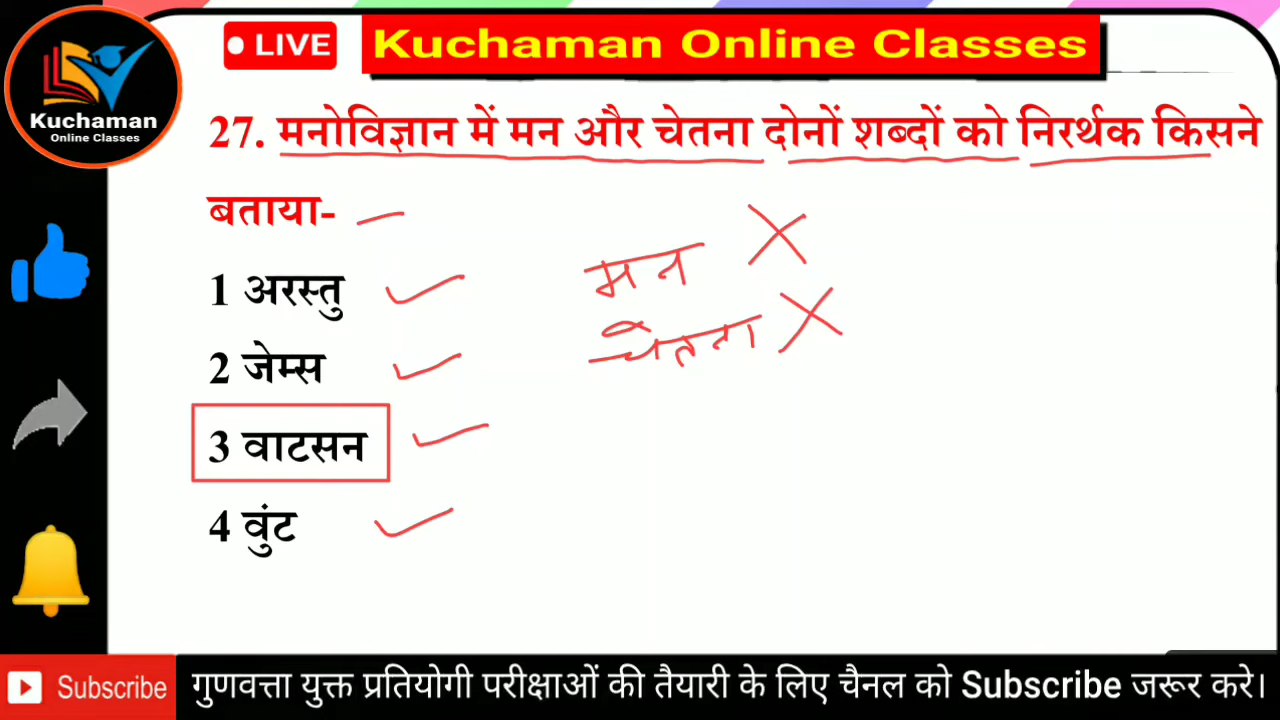 LIVE
Kuchaman Online Classes
Kuchaman
Online Classes
27. मनोविज्ञान में मन और चेतना दोनों शब्दों को निरर्थक किसने
बताया-
1 अरस्तु
2 जेम्स
3 वाटसन
4 वुंट
मन
चेतना
Subscribe
गुणवत्ता युक्त प्रतियोगी परीक्षाओं की तैयारी के लिए चैनल को Subscribe जरूर करे।